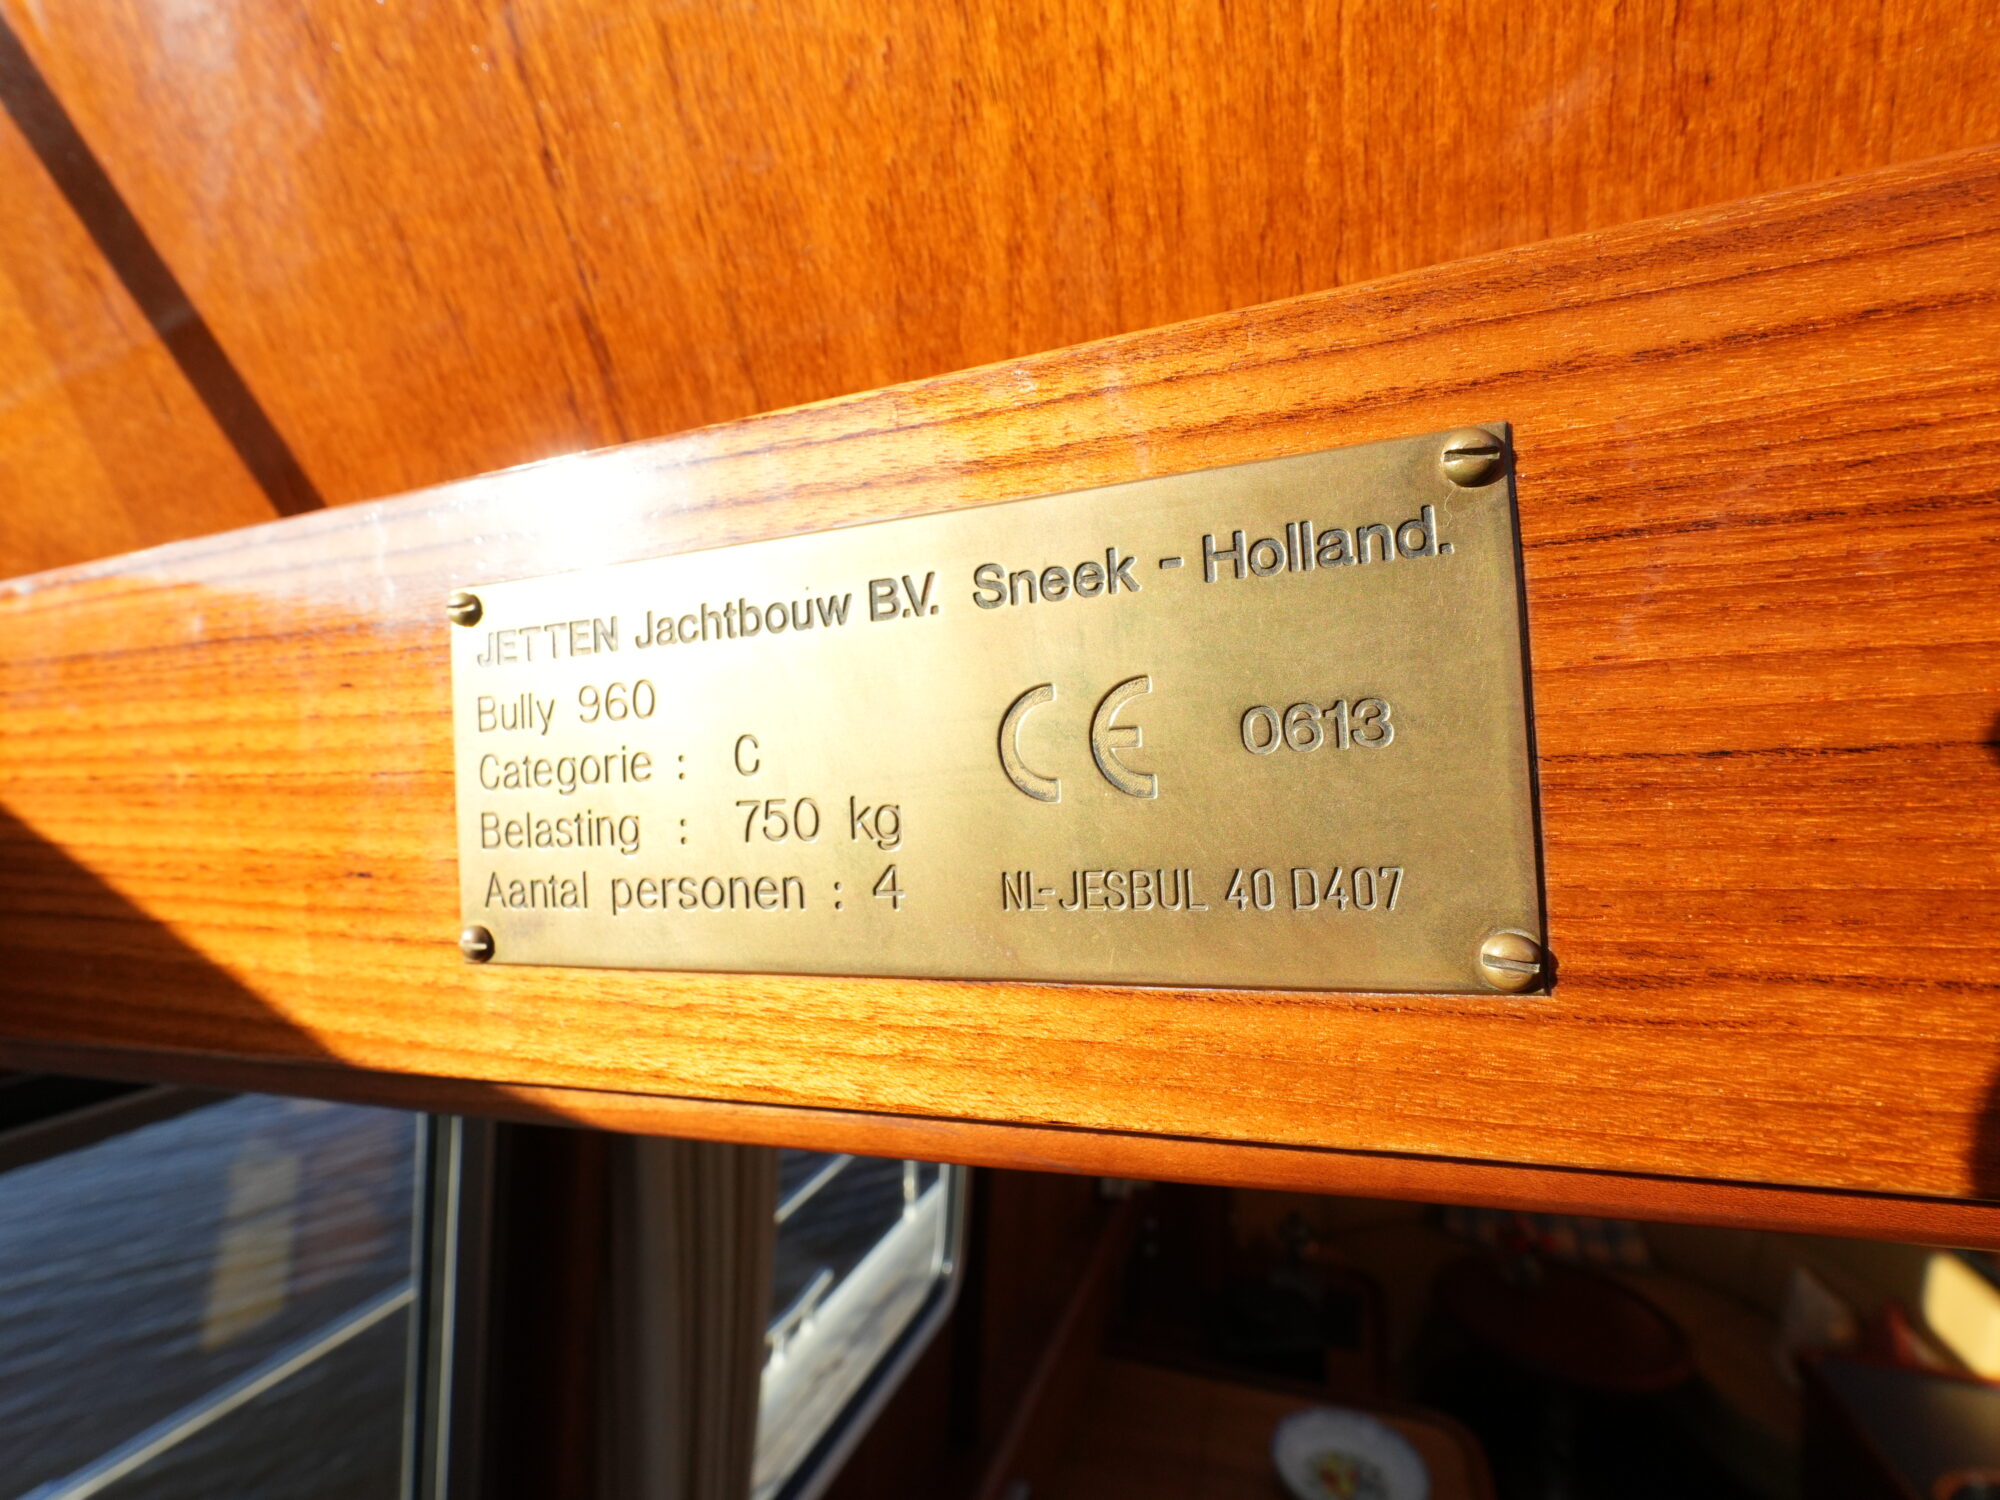 JETTEN Jachtbouw B.V. Sneek - Holland.
Bully 960
Categorie : C
CE 0613
Belasting : 750 kg
Aantal personen : 4
NL-JESBUL 40 D407